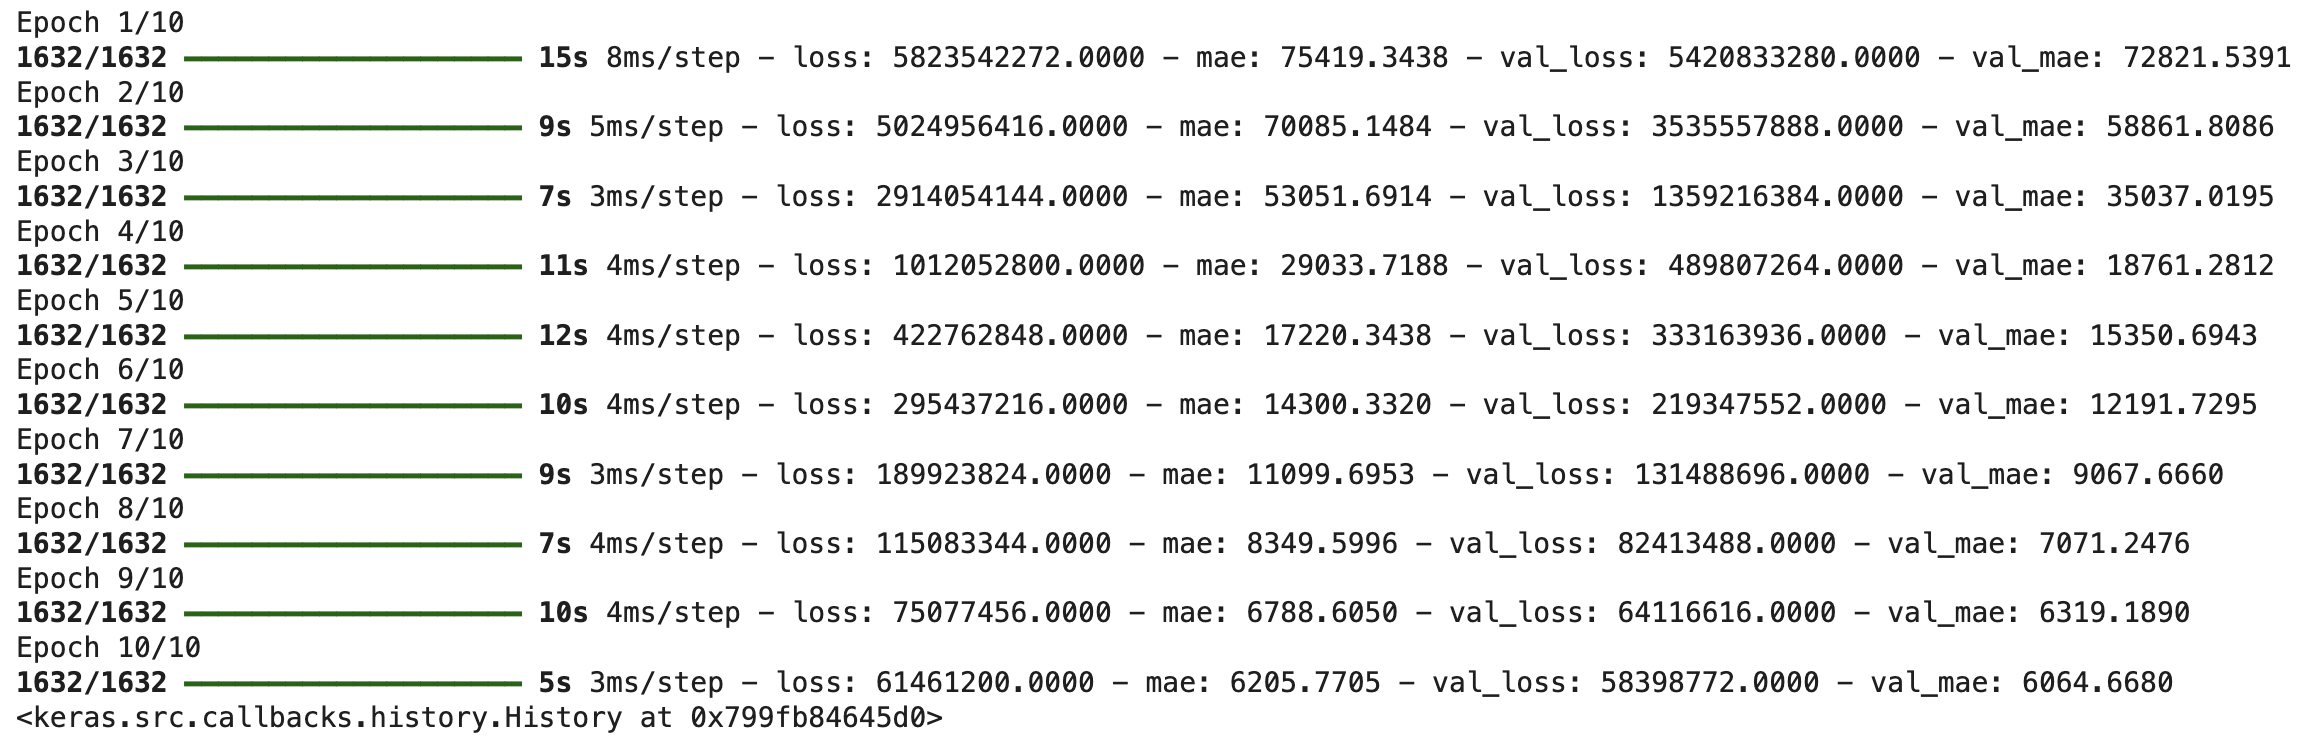 Epoch 1/10
1632/1632 ━━━━━━━━━━━━━━━━━━━━ 15s 8ms/step - loss: 5823542272.0000 - mae: 75419.3438 - val_loss: 5420833280.0000 - val_mae: 72821.5391
Epoch 2/10
1632/1632 ━━━━━━━━━━━━━━━━━━━━ 9s 5ms/step - loss: 5024956416.0000 - mae: 70085.1484 - val_loss: 3535557888.0000 - val_mae: 58861.8086
Epoch 3/10
1632/1632 ━━━━━━━━━━━━━━━━━━━━ 7s 3ms/step - loss: 2914054144.0000 - mae: 53051.6914 - val_loss: 1359216384.0000 - val_mae: 35037.0195
Epoch 4/10
1632/1632 ━━━━━━━━━━━━━━━━━━━━ 11s 4ms/step - loss: 1012052800.0000 - mae: 29033.7188 - val_loss: 489807264.0000 - val_mae: 18761.2812
Epoch 5/10
1632/1632 ━━━━━━━━━━━━━━━━━━━━ 12s 4ms/step - loss: 422762848.0000 - mae: 17220.3438 - val_loss: 333163936.0000 - val_mae: 15350.6943
Epoch 6/10
1632/1632 ━━━━━━━━━━━━━━━━━━━━ 10s 4ms/step - loss: 295437216.0000 - mae: 14300.3320 - val_loss: 219347552.0000 - val_mae: 12191.7295
Epoch 7/10
1632/1632 ━━━━━━━━━━━━━━━━━━━━ 9s 3ms/step - loss: 189923824.0000 - mae: 11099.6953 - val_loss: 131488696.0000 - val_mae: 9067.6660
Epoch 8/10
1632/1632 ━━━━━━━━━━━━━━━━━━━━ 7s 4ms/step - loss: 115083344.0000 - mae: 8349.5996 - val_loss: 82413488.0000 - val_mae: 7071.2476
Epoch 9/10
1632/1632 ━━━━━━━━━━━━━━━━━━━━ 10s 4ms/step - loss: 75077456.0000 - mae: 6788.6050 - val_loss: 64116616.0000 - val_mae: 6319.1890
Epoch 10/10
1632/1632 ━━━━━━━━━━━━━━━━━━━━ 5s 3ms/step - loss: 61461200.0000 - mae: 6205.7705 - val_loss: 58398772.0000 - val_mae: 6064.6680
<keras.src.callbacks.history.History at 0x799fb84645d0>